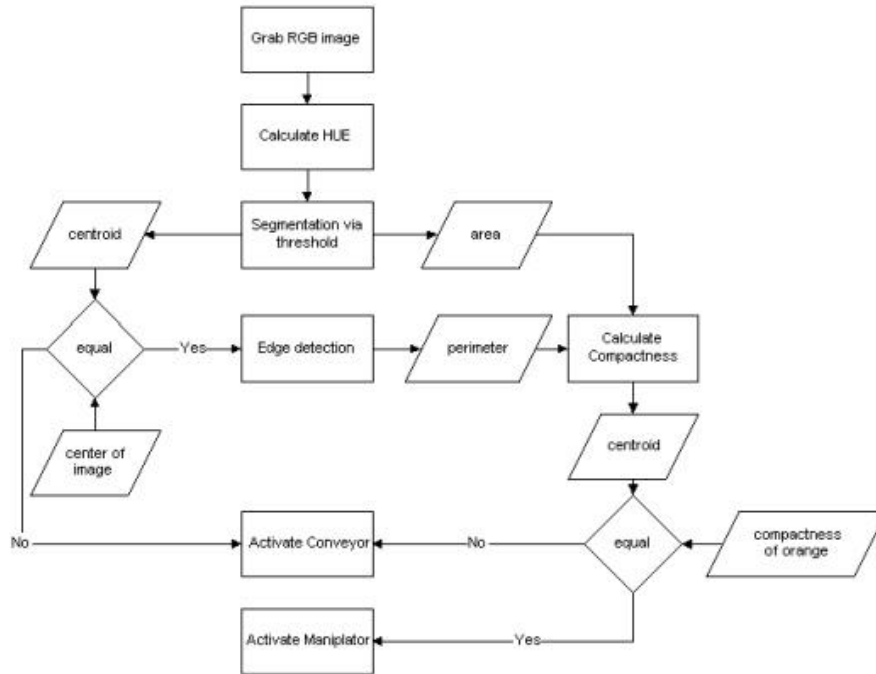 Grab RGB image
Calculate HUE
centroid
Segmentation via
threshold
area
equal
Yes
Edge detection
perimeter
Calculate
Compactness
center of
image
centroid
No
Activate Conveyor
No
equal
compactness
of orange
Activate Maniplator
Yes